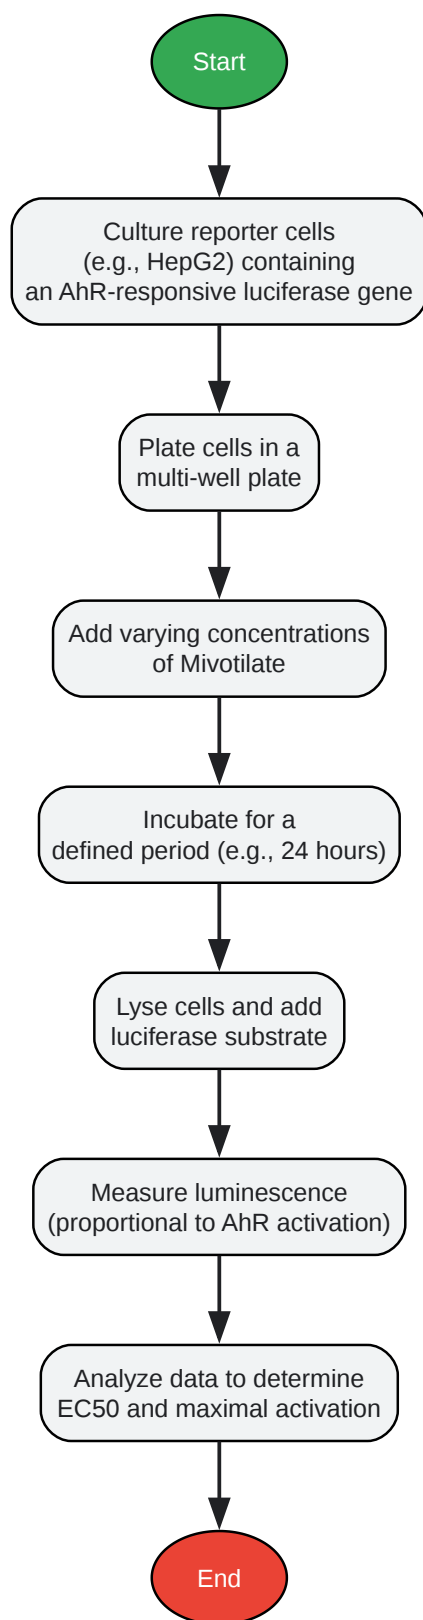 Start
Culture reporter cells
(e.g., HepG2) containing
an AhR-responsive luciferase gene
Plate cells in a
multi-well plate
Add varying concentrations
of Mivotilate
Incubate for a
defined period (e.g., 24 hours)
Lyse cells and add
luciferase substrate
Measure luminescence
(proportional to AhR activation)
Analyze data to determine
EC50 and maximal activation
End